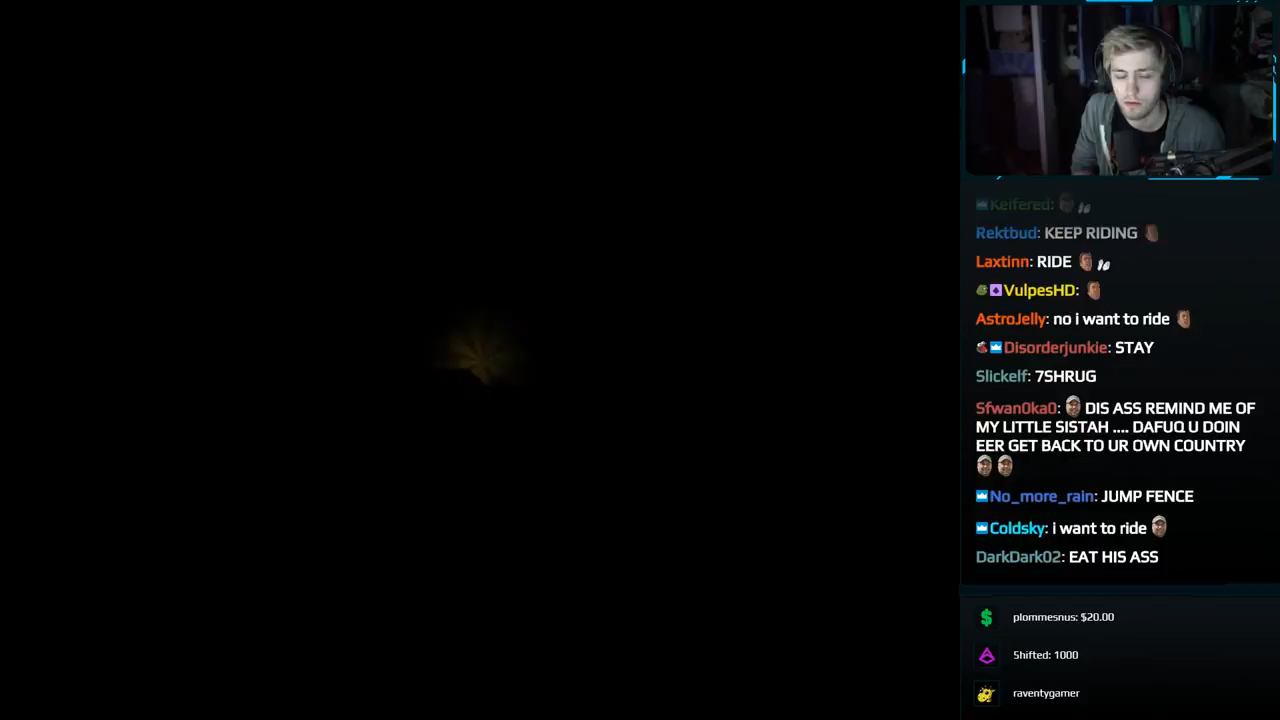 Keifered:
Rektbud: KEEP RIDING
Laxtinn: RIDE
VulpesHD:
AstroJelly: no i want to ride
Disorderjunkie: STAY
Slickelf: 7SHRUG
Sfwan0ka0: DIS ASS REMIND ME OF
MY LITTLE SISTAH .... DAFUQ U DOIN
EER GET BACK TO UR OWN COUNTRY
No_more_rain: JUMP FENCE
Coldsky: i want to ride
DarkDark02: EAT HIS ASS
plommesnus: $20.00
Shifted: 1000
raventygamer